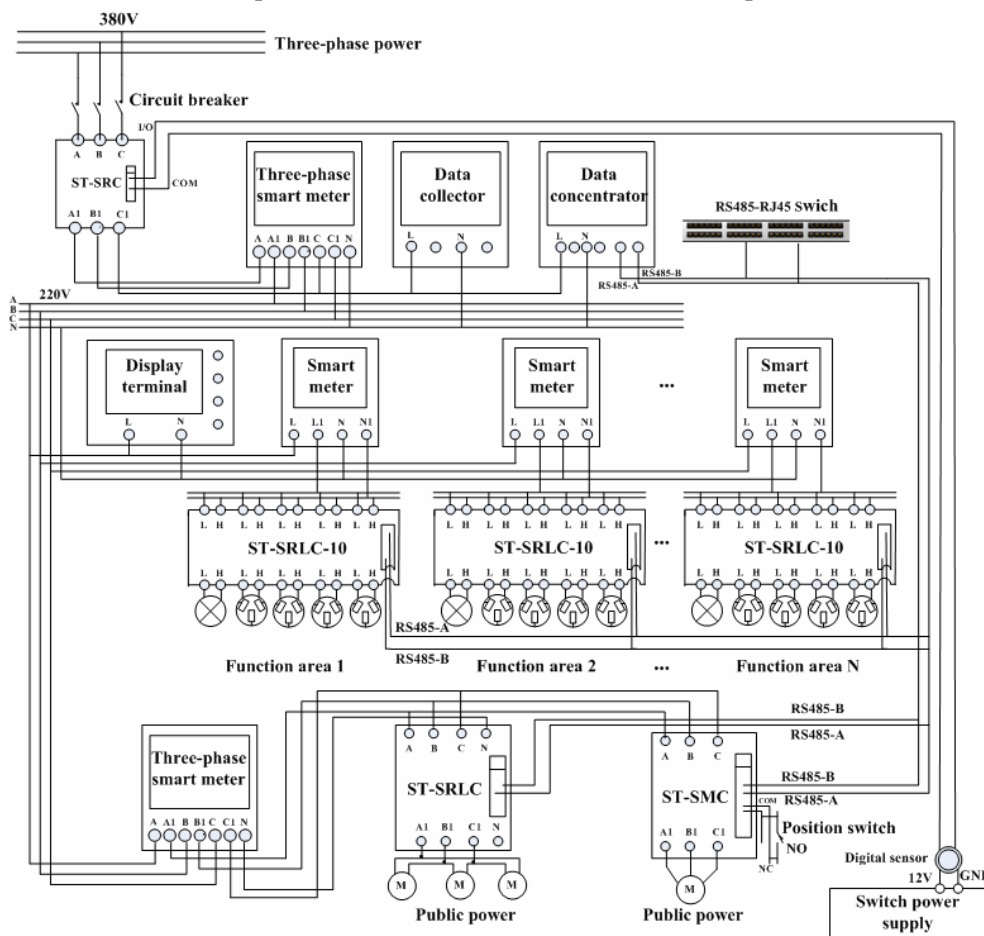 380V
Three-phase power
Circuit breaker
I/O
A B C
ST-SRC
COM
A1 B1 C1
Three-phase
smart meter
A A1 B B1 C C1 N
Data
collector
L N
Data
concentrator
L N
RS485-B
RS485-A
RS485-RJ45 Swich
A
B
C
N
220V
Display
terminal
L N
Smart
meter
L L1 N N1
Smart
meter
L L1 N N1
...
Smart
meter
L L1 N N1
L H L H L H L H L H
ST-SRLC-10
L H L H L H L H L H
L H L H L H L H L H
ST-SRLC-10
L H L H L H L H L H
...
L H L H L H L H L H
ST-SRLC-10
L H L H L H L H L H
RS485-A
RS485-B
Function area 1
Function area 2
...
Function area N
Three-phase
smart meter
A A1 B B1 C C1 N
A B C N
ST-SRLC
A1 B1 C1 N
M M M
Public power
RS485-B
RS485-A
A B C
ST-SMC
A1 B1 C1
M
Public power
RS485-B
RS485-A
COM
Position switch
NO
NC
Digital sensor
12V
GND
Switch power
supply